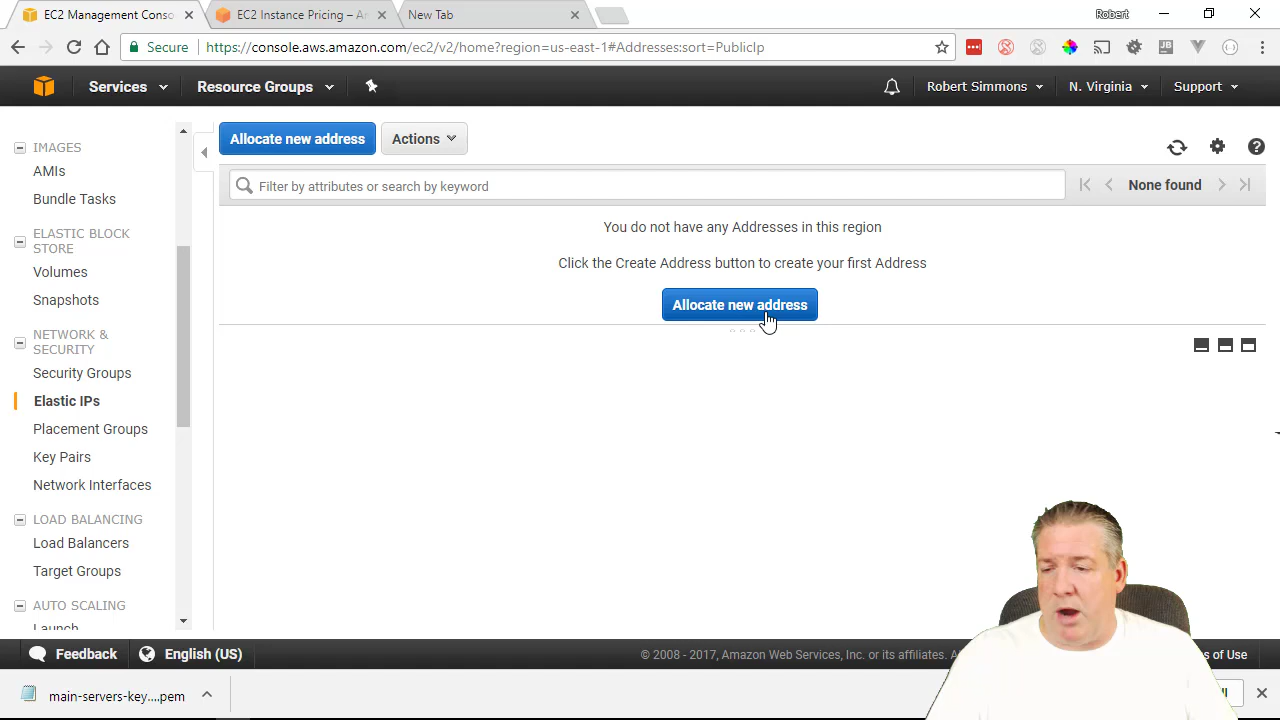 EC2 Management Conso
EC2 Instance Pricing – A
New Tab
Robert
Secure
https://console.aws.amazon.com/ec2/v2/home?region=us-east-1#Addresses:sort=PublicIp
JB
Services
Resource Groups
Robert Simmons
N. Virginia
Support
IMAGES
AMIs
Bundle Tasks
ELASTIC BLOCK
STORE
Volumes
Snapshots
NETWORK &
SECURITY
Security Groups
Elastic IPs
Placement Groups
Key Pairs
Network Interfaces
LOAD BALANCING
Load Balancers
Target Groups
AUTO SCALING
Launch
Allocate new address
Actions
Filter by attributes or search by keyword
None found
You do not have any Addresses in this region
Click the Create Address button to create your first Address
Allocate new address
Feedback
English (US)
© 2008 - 2017, Amazon Web Services, Inc. or its affiliates.
s of Use
main-servers-key....pem